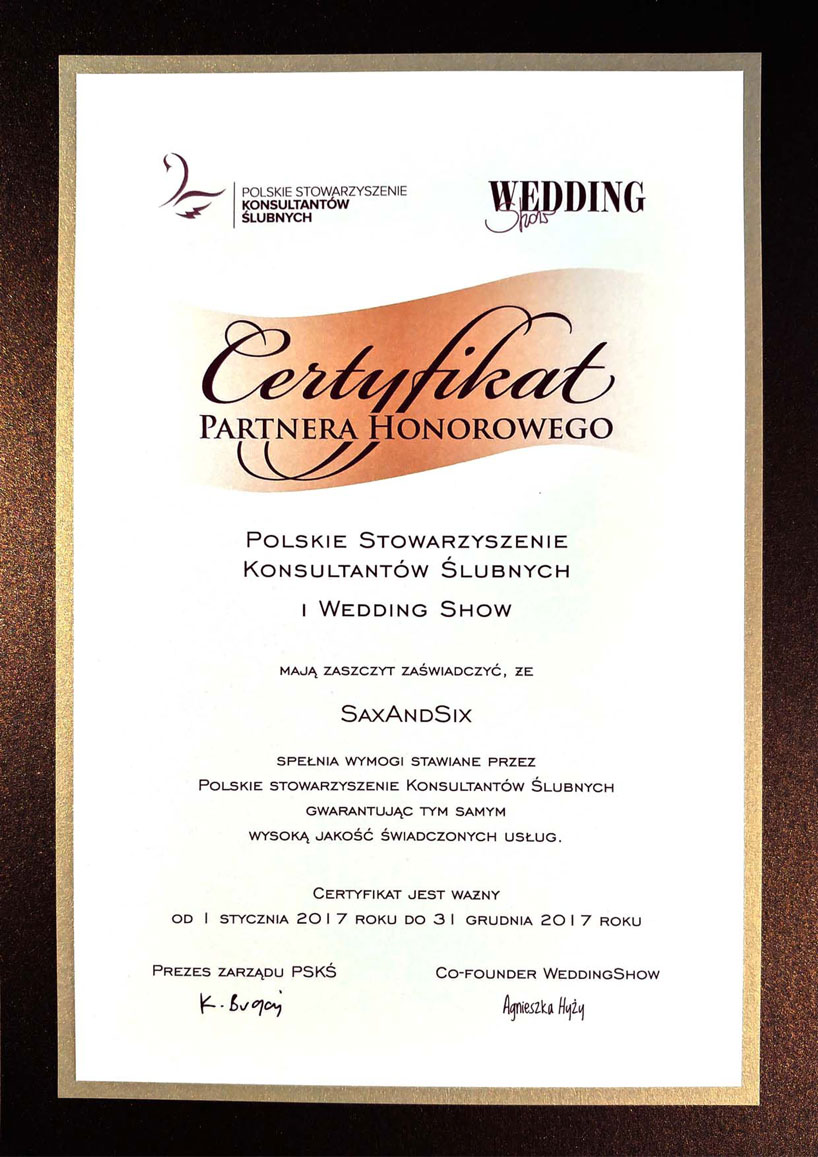 POLSKIE STOWARZYSZENIE
KONSULTANTÓW
ŚLUBNYCH
WEDDING
Show
Certyfikat
PARTNERA HONOROWEGO
POLSKIE STOWARZYSZENIE
KONSULTANTÓW ŚLUBNYCH
I WEDDING SHOW
MAJĄ ZASZCZYT ZAŚWIADCZYĆ, ŻE
SAXANDSIX
SPEŁNIA WYMOGI STAWIANE PRZEZ
POLSKIE STOWARZYSZENIE KONSULTANTÓW ŚLUBNYCH
GWARANTUJĄC TYM SAMYM
WYSOKĄ JAKOŚĆ ŚWIADCZONYCH USŁUG.
CERTYFIKAT JEST WAŻNY
OD 1 STYCZNIA 2017 ROKU DO 31 GRUDNIA 2017 ROKU
PREZES ZARZĄDU PSKŚ
CO-FOUNDER WEDDINGSHOW
K.
Agnieszka Hyży